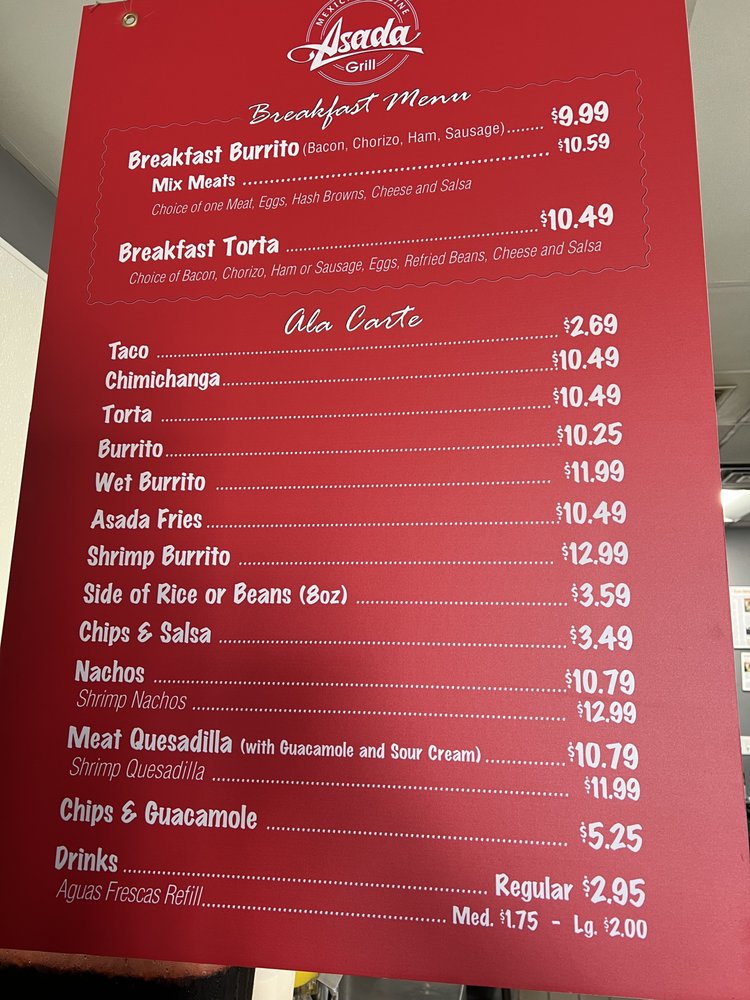 Asada
Grill
Breakfast Menu
Breakfast Burrito (Bacon, Chorizo, Ham, Sausage)........ $9.99
Mix Meats ........ $10.59
Choice of one Meat, Eggs, Hash Browns, Cheese and Salsa
Breakfast Torta ........ $10.49
Choice of Bacon, Chorizo, Ham or Sausage, Eggs, Refried Beans, Cheese and Salsa
Ala Carte
Taco ........ $2.69
Chimichanga........ $10.49
Torta ........ $10.49
Burrito........ $10.25
Wet Burrito ........ $11.99
Asada Fries........ $10.49
Shrimp Burrito ........ $12.99
Side of Rice or Beans (8oz) ........ $3.59
Chips & Salsa ........ $3.49
Nachos ........ $10.79
Shrimp Nachos ........ $12.99
Meat Quesadilla (with Guacamole and Sour Cream)........ $10.79
Shrimp Quesadilla ........ $11.99
Chips & Guacamole ........ $5.25
Drinks........ Regular $2.95
Aguas Frescas Refill........ Med. $1.75 - Lg. $2.00